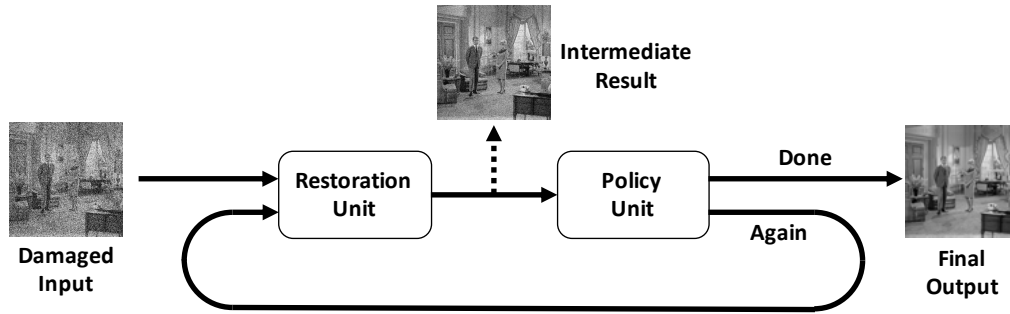 Intermediate
Result
Damaged
Input
Restoration
Unit
Policy
Unit
Done
Again
Final
Output